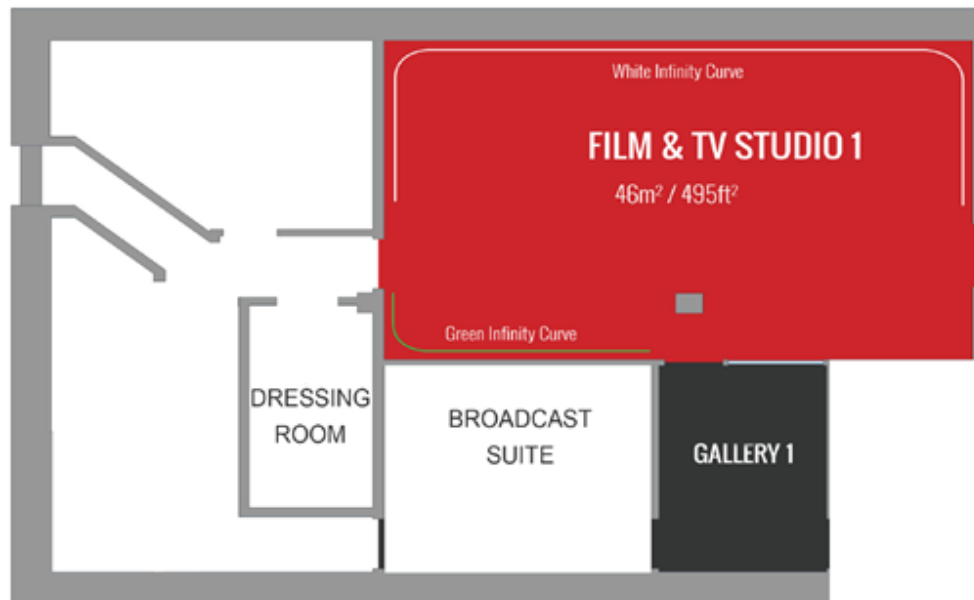 White Infinity Curve
FILM & TV STUDIO 1
46m² / 495ft²
Green Infinity Curve
DRESSING
ROOM
BROADCAST
SUITE
GALLERY 1